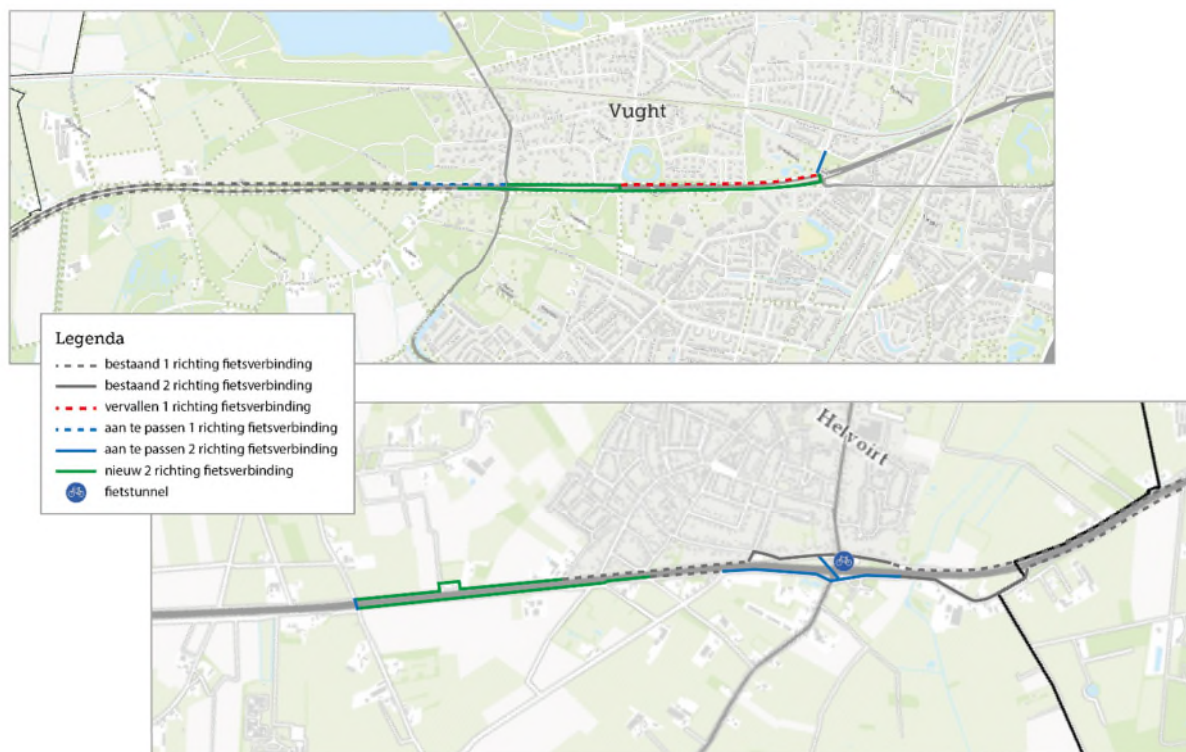 Vught
Legenda
bestaand 1 richting fietsverbinding
bestaand 2 richting fietsverbinding
vervallen 1 richting fietsverbinding
aan te passen 1 richting fietsverbinding
aan te passen 2 richting fietsverbinding
nieuw 2 richting fietsverbinding
fietstunnel
Helvoirt